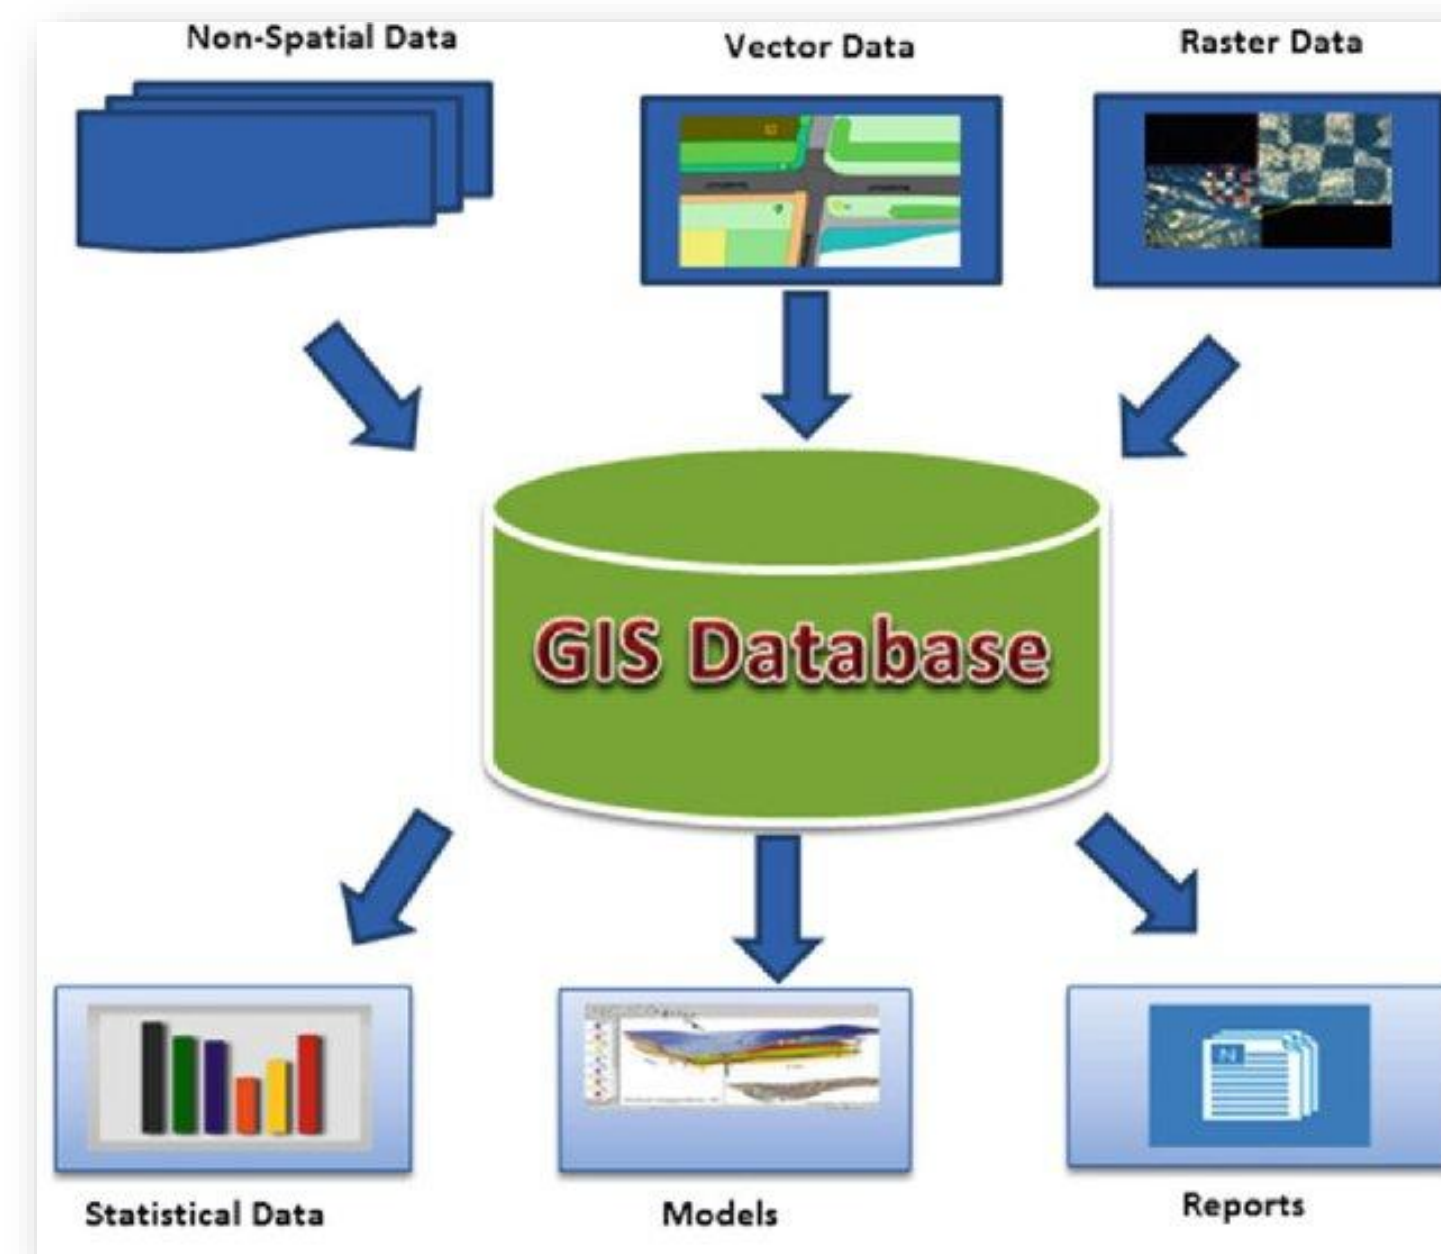 Non-Spatial Data
Vector Data
Raster Data
GIS Database
N
Statistical Data
Models
Reports